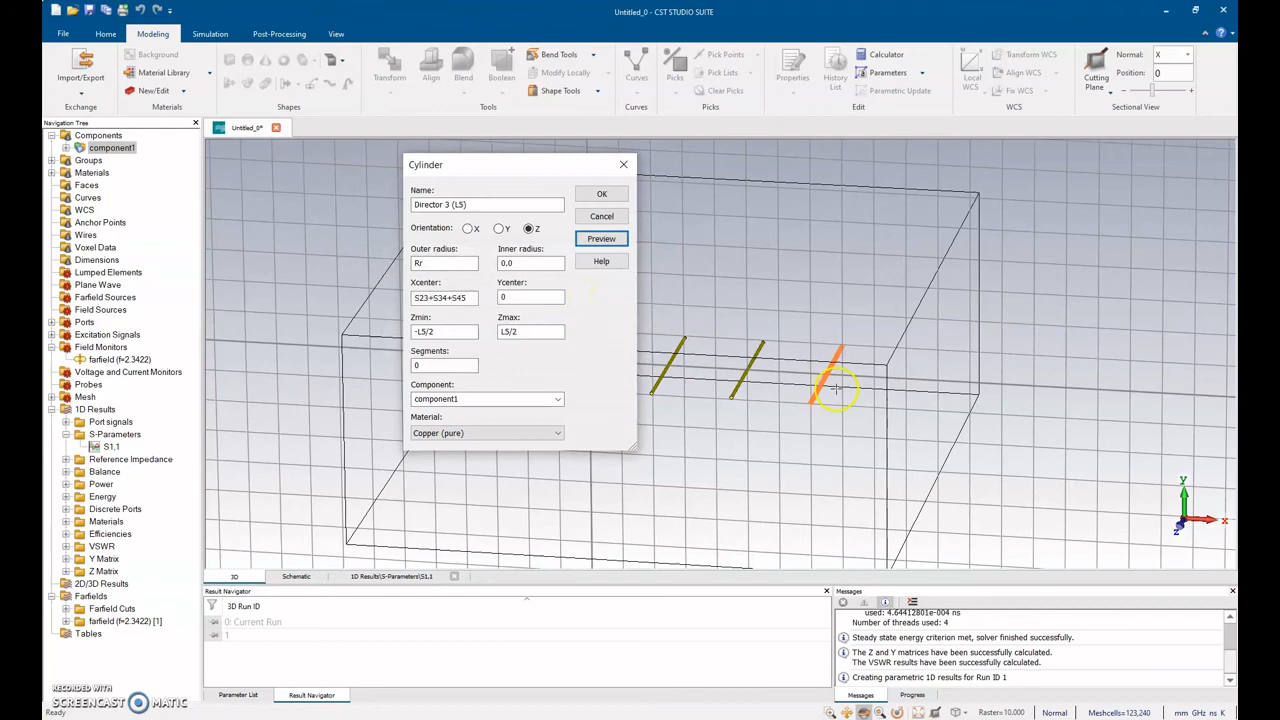 Untitled_0 - CST STUDIO SUITE
File
Home
Modeling
Simulation
Post-Processing
View
Import/Export
Exchange
Background
Material Library
New/Edit
Materials
Shapes
Transform
Align
Blend
Boolean
Bend Tools
Modify Locally
Shape Tools
Tools
Curves
Curves
Picks
Pick Points
Pick Lists
Clear Picks
Picks
Properties
History
List
Calculator
Parameters
Parametric Update
Edit
Local
WCS
Transform WCS
Align WCS
Fix WCS
WCS
Cutting
Plane
Normal: X
Position: 0
Sectional View
Navigation Tree
Components
component1
Groups
Materials
Faces
Curves
WCS
Anchor Points
Wires
Voxel Data
Dimensions
Lumped Elements
Plane Wave
Farfield Sources
Field Sources
Ports
Excitation Signals
Field Monitors
farfield (f=2.3422)
Voltage and Current Monitors
Probes
Mesh
1D Results
Port signals
S-Parameters
S1,1
Reference Impedance
Balance
Power
Energy
Discrete Ports
Materials
Efficiencies
VSWR
Y Matrix
Z Matrix
2D/3D Results
Farfields
Farfield Cuts
farfield (f=2.3422) [1]
Tables
Untitled_0*
Cylinder
Name:
Director 3 (L5)
Orientation: X Y Z
Outer radius: Inner radius:
Rr 0.0
Xcenter: Ycenter:
S23+S34+S45 0
Zmin: Zmax:
-L5/2 L5/2
Segments:
0
Component:
component1
Material:
Copper (pure)
OK
Cancel
Preview
Help
y
x
z
3D
Schematic
1D Results\S-Parameters\S1,1
Result Navigator
3D Run ID
0: Current Run
1
Parameter List
Result Navigator
Messages
used: 4.64412801e-004 ns
Number of threads used: 4
Steady state energy criterion met, solver finished successfully.
The Z and Y matrices have been successfully calculated.
The VSWR results have been successfully calculated.
Creating parametric 1D results for Run ID 1
Messages
Progress
RECORDED WITH
SCREENCAST MATIC
Ready
Raster=10.000
Normal
Meshcells=123,240
mm GHz ns K